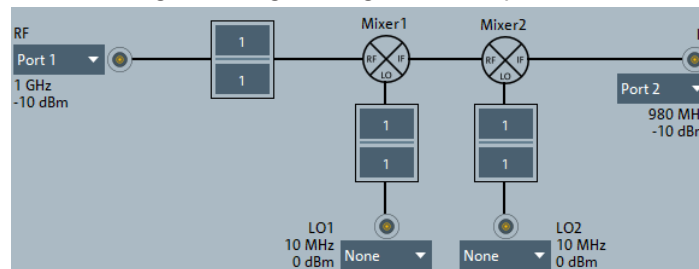 Mixer1
Mixer2
RF
Port 1
1 GHz
-10 dBm
1
1
RF
IF
LO
RF
IF
LO
Port 2
980 MH
-10 dBr
1
1
1
1
LO1
10 MHz
0 dBm
None
None
LO2
10 MHz
0 dBm